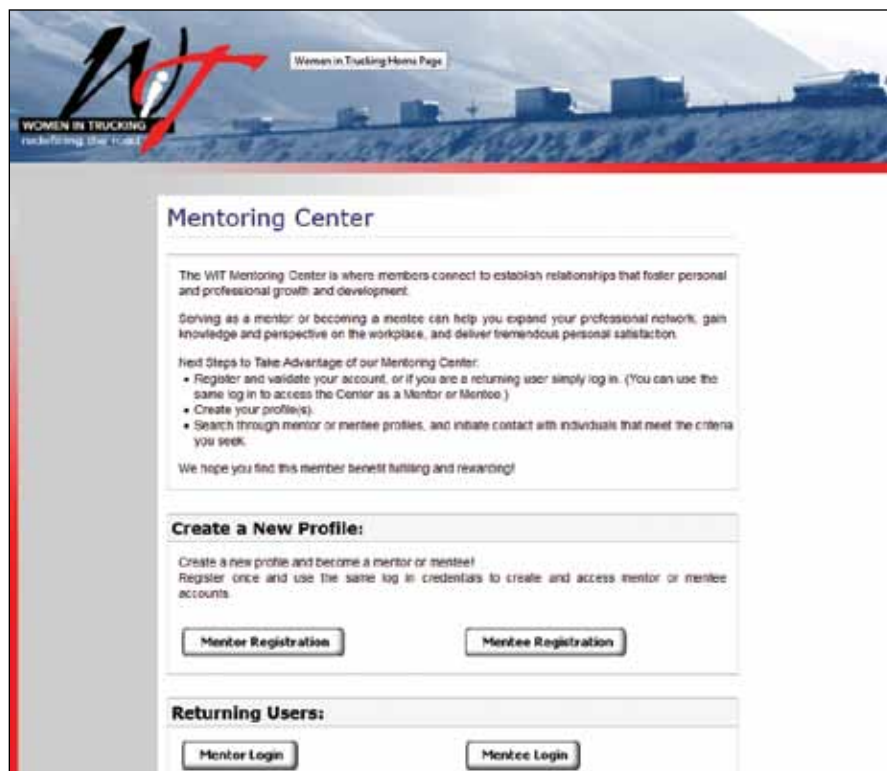 WiT
Women in Trucking Home Page
WOMEN IN TRUCKING
redefining the road
Mentoring Center
The WIT Mentoring Center is where members connect to establish relationships that foster personal
and professional growth and development.
Serving as a mentor or becoming a mentee can help you expand your professional network, gain
knowledge and perspective on the workplace, and deliver tremendous personal satisfaction.
Next Steps to Take Advantage of our Mentoring Center:
• Register and validate your account, or if you are a returning user simply log in. (You can use the
same log in to access the Center as a Mentor or Mentee.)
• Create your profile(s).
• Search through mentor or mentee profiles, and initiate contact with individuals that meet the criteria
you seek.
We hope you find this member benefit fulfilling and rewarding!
Create a New Profile:
Create a new profile and become a mentor or mentee!
Register once and use the same log in credentials to create and access mentor or mentee
accounts.
Mentor Registration
Mentee Registration
Returning Users:
Mentor Login
Mentee Login